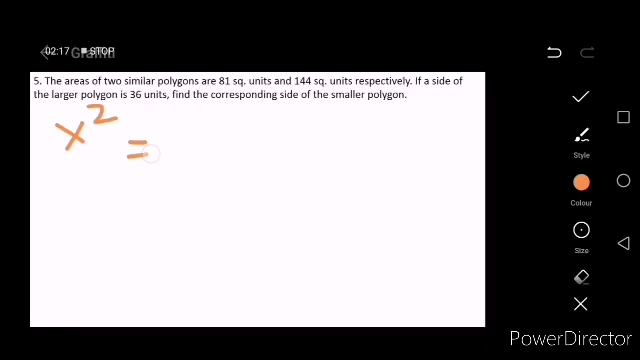 02:17 ■ STOP
5. The areas of two similar polygons are 81 sq. units and 144 sq. units respectively. If a side of
the larger polygon is 36 units, find the corresponding side of the smaller polygon.
x² =
Style
Colour
Size
PowerDirector